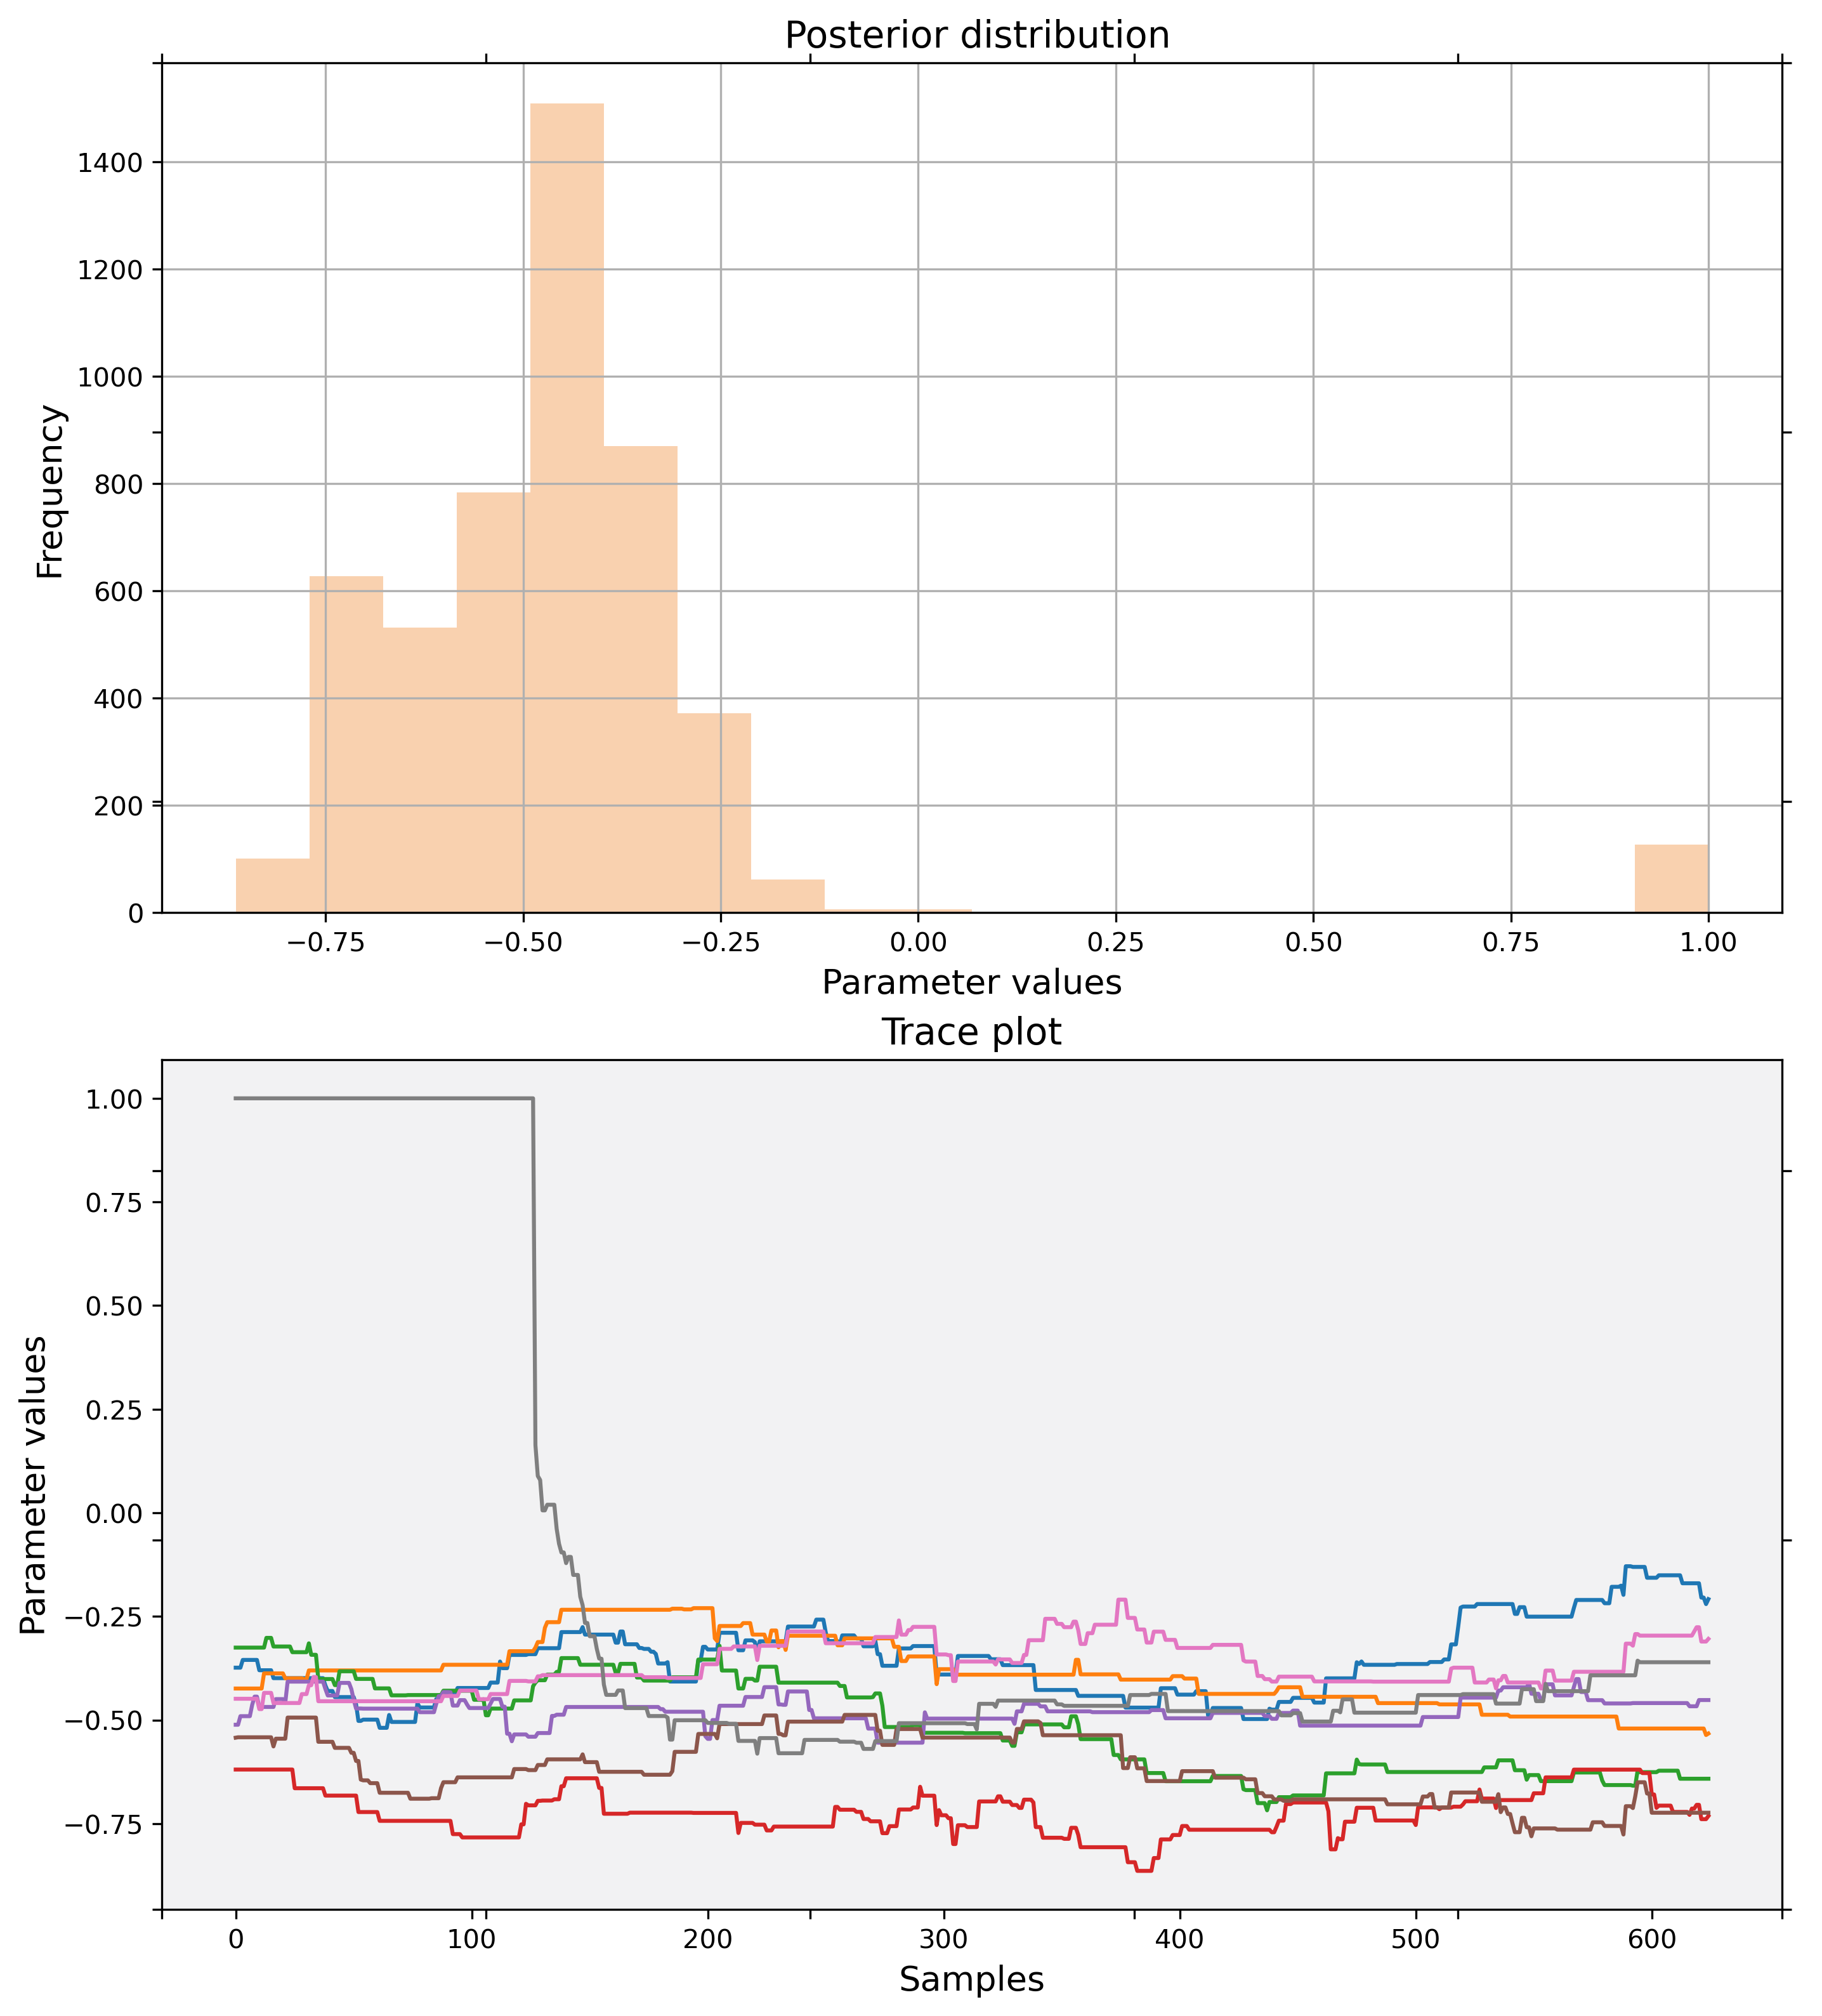 Posterior distribution
1400
1200
1000
800
600
400
200
0
Frequency
−0.75 −0.50 −0.25 0.00 0.25 0.50 0.75 1.00
Parameter values
Trace plot
1.00
0.75
0.50
0.25
0.00
−0.25
−0.50
−0.75
Parameter values
0 100 200 300 400 500 600
Samples